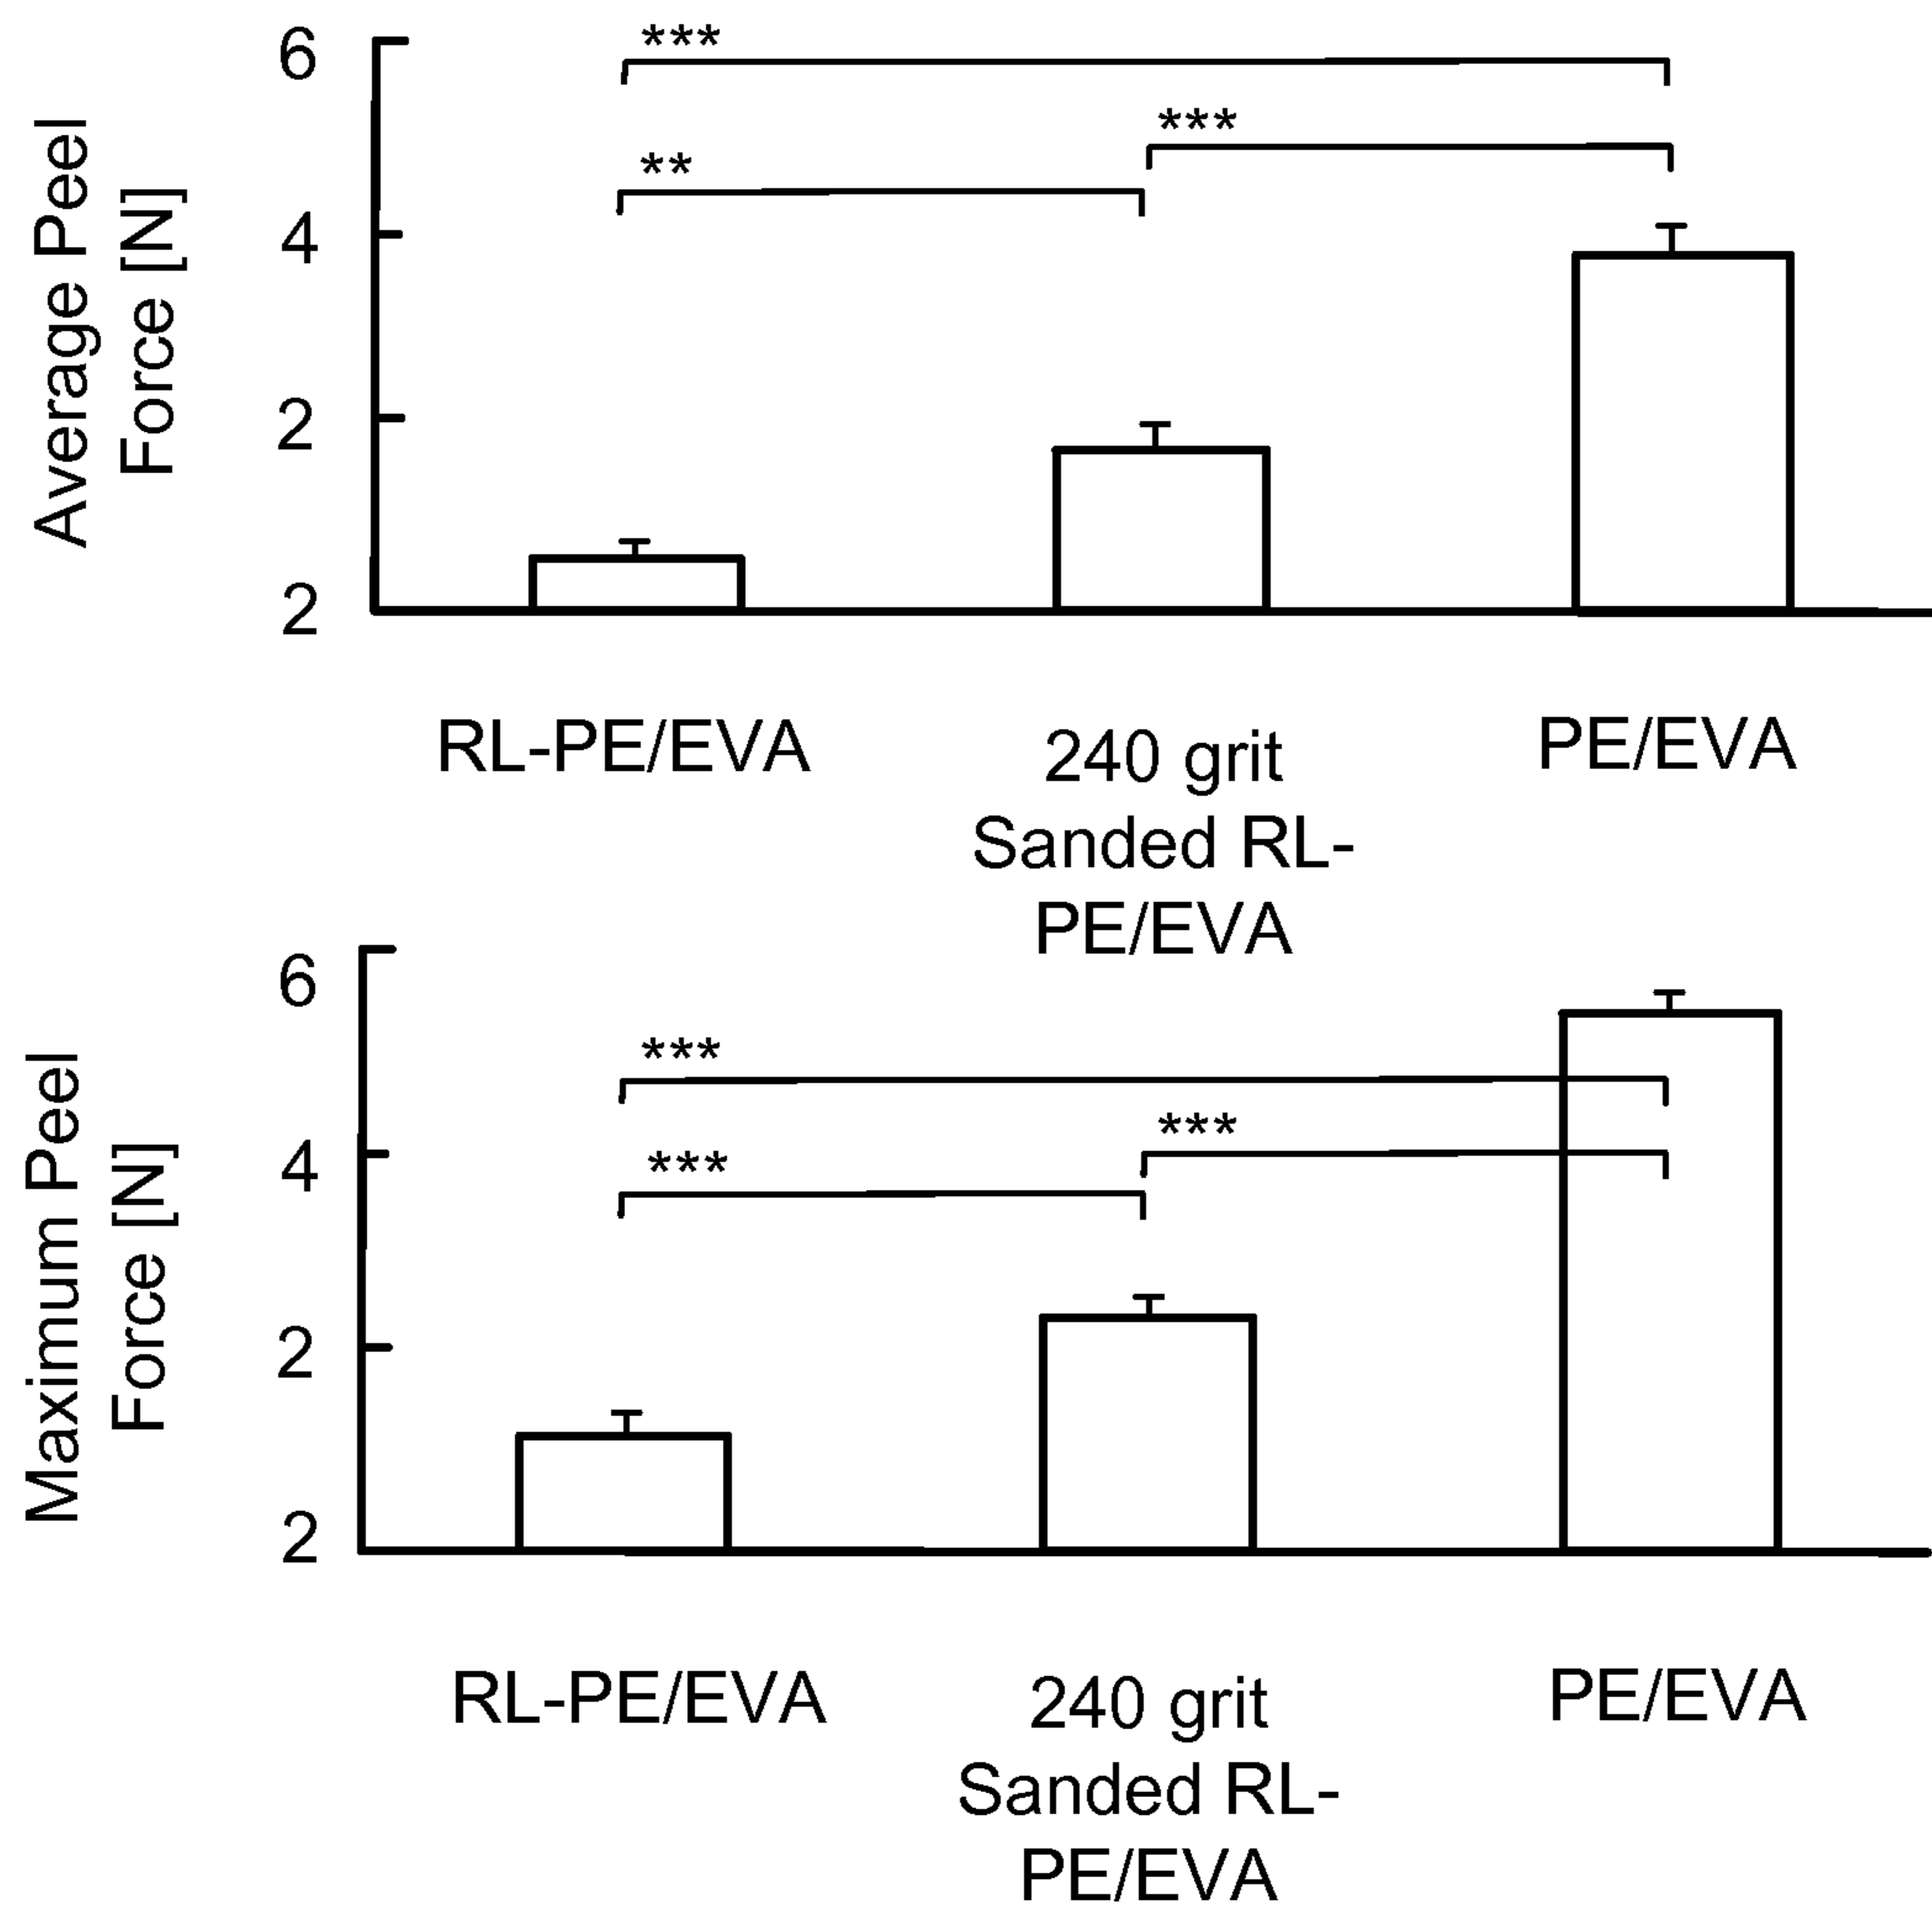 Average Peel
Force [N]
6
4
2
2
***
***
**
RL-PE/EVA
240 grit
Sanded RL-
PE/EVA
PE/EVA
Maximum Peel
Force [N]
6
4
2
2
***
***
***
RL-PE/EVA
240 grit
Sanded RL-
PE/EVA
PE/EVA